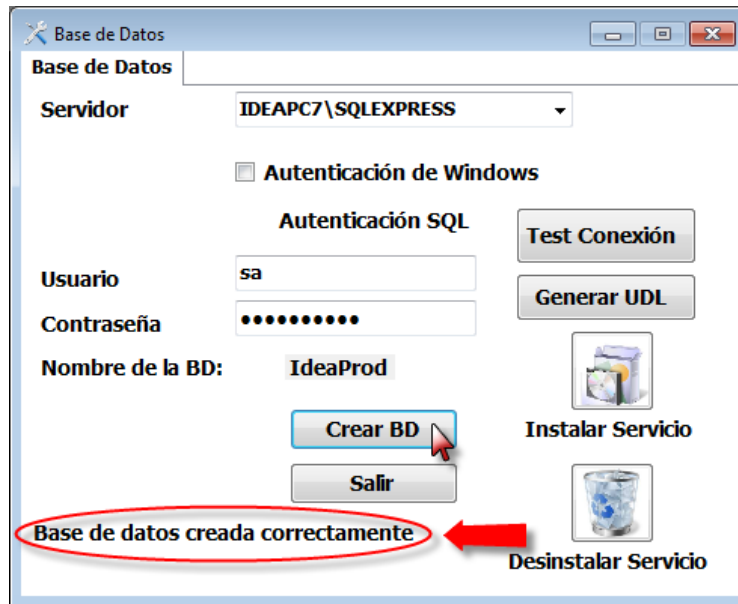 Base de Datos
Base de Datos
Servidor
IDEAPC7\SQLEXPRESS
Autenticación de Windows
Autenticación SQL
Test Conexión
Usuario
sa
Generar UDL
Contraseña
••••••••••
Nombre de la BD:
IdeaProd
Crear BD
Instalar Servicio
Salir
Base de datos creada correctamente
Desinstalar Servicio